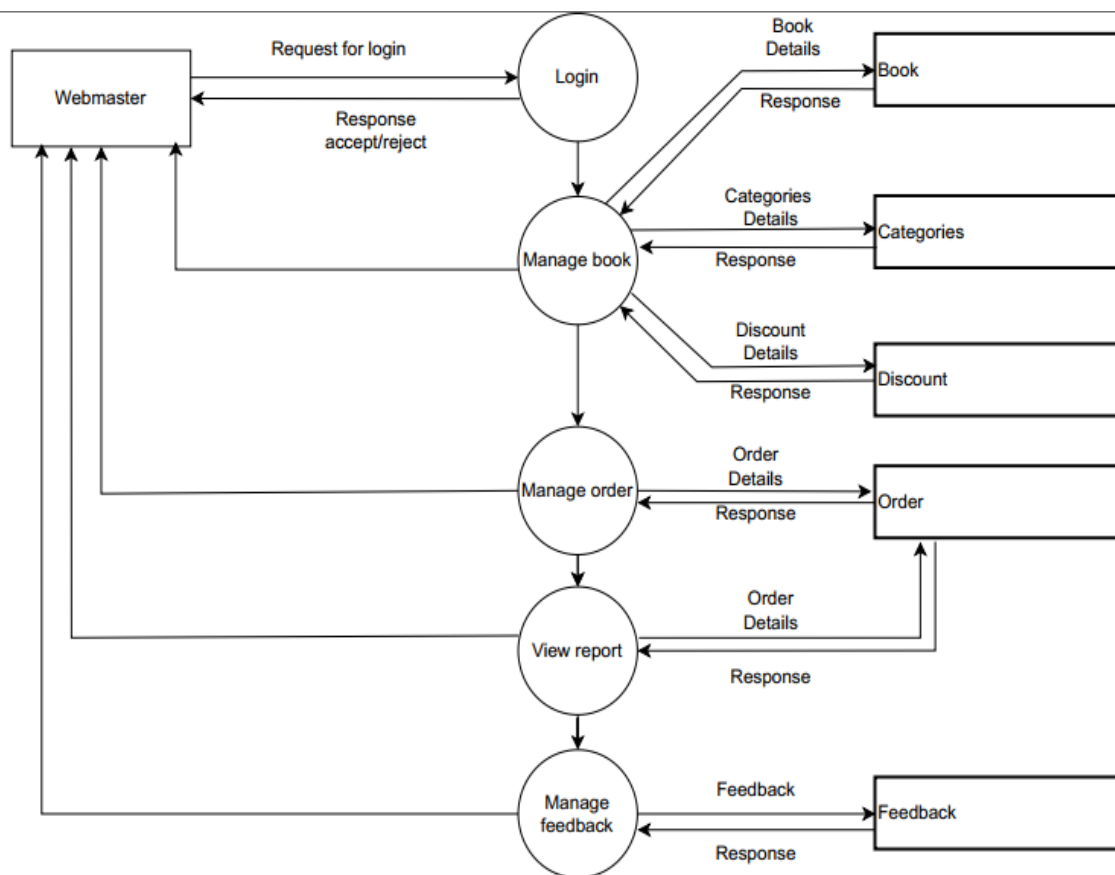 Request for login
Webmaster
Login
Response
accept/reject
Book
Details
Book
Response
Manage book
Categories
Details
Categories
Response
Discount
Details
Discount
Response
Manage order
Order
Details
Order
Response
View report
Order
Details
Response
Manage
feedback
Feedback
Feedback
Response